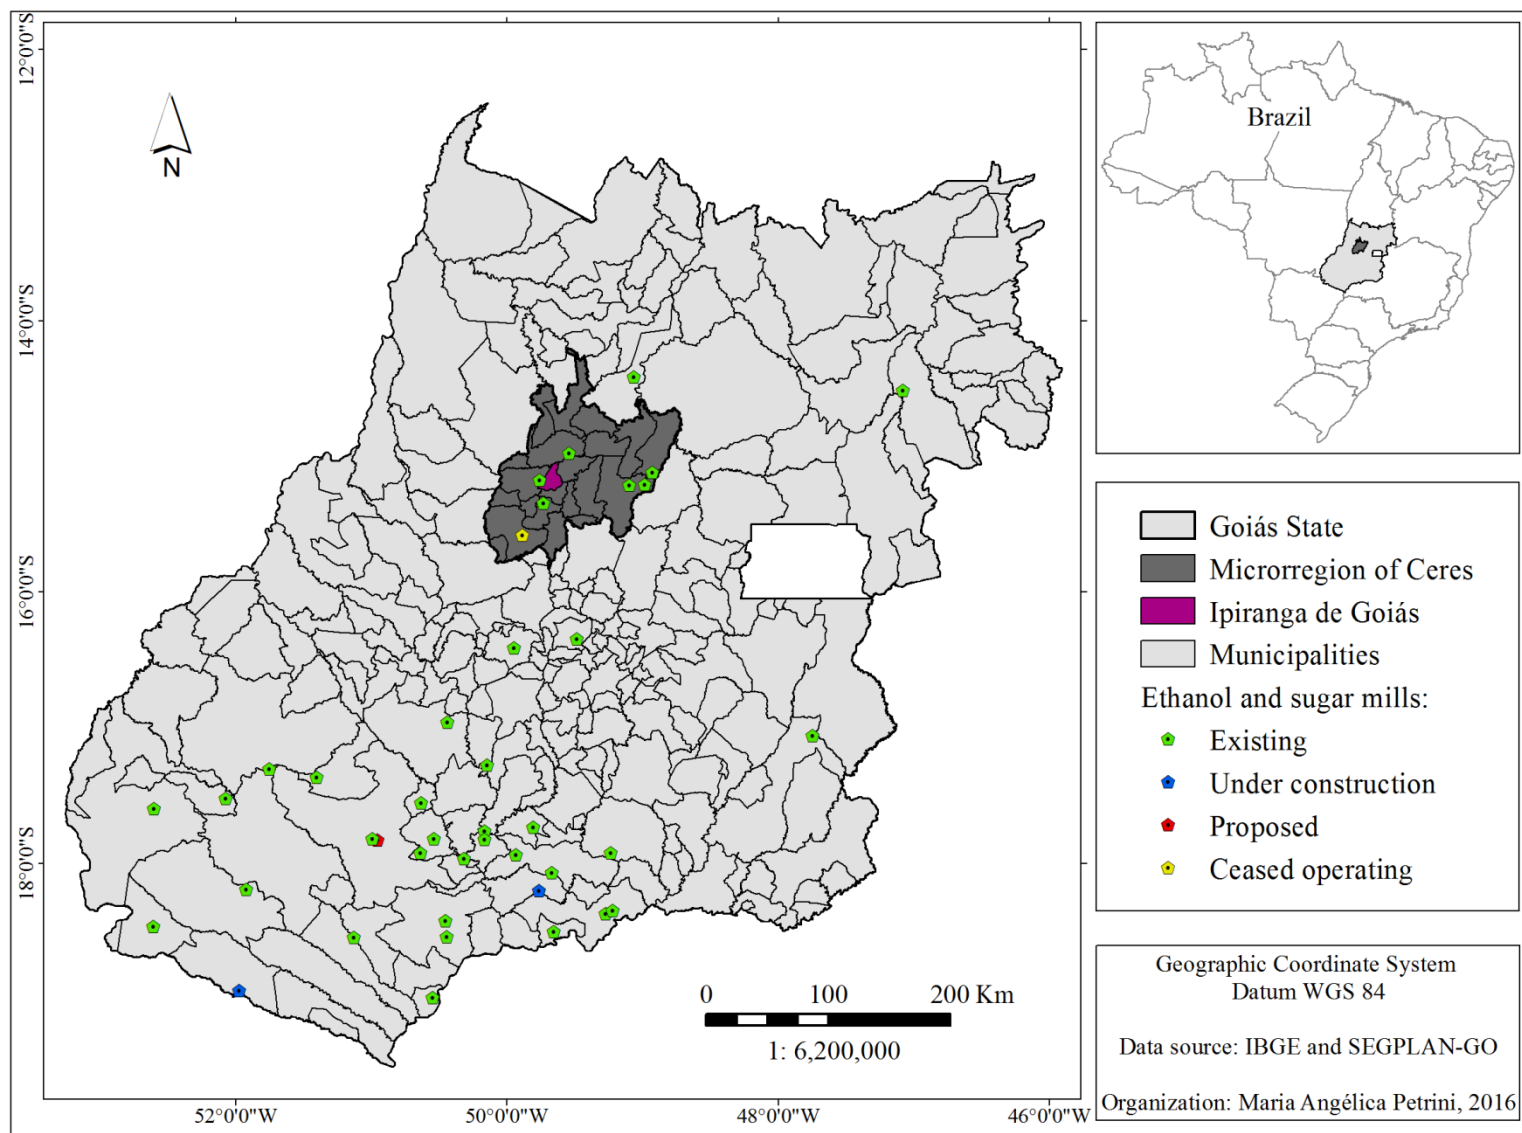 12°0'0"S
14°0'0"S
16°0'0"S
18°0'0"S
N
0 100 200 Km
1: 6,200,000
52°0'0"W 50°0'0"W 48°0'0"W 46°0'0"W
Brazil
Goiás State
Microrregion of Ceres
Ipiranga de Goiás
Municipalities
Ethanol and sugar mills:
Existing
Under construction
Proposed
Ceased operating
Geographic Coordinate System
Datum WGS 84
Data source: IBGE and SEGPLAN-GO
Organization: Maria Angélica Petrini, 2016